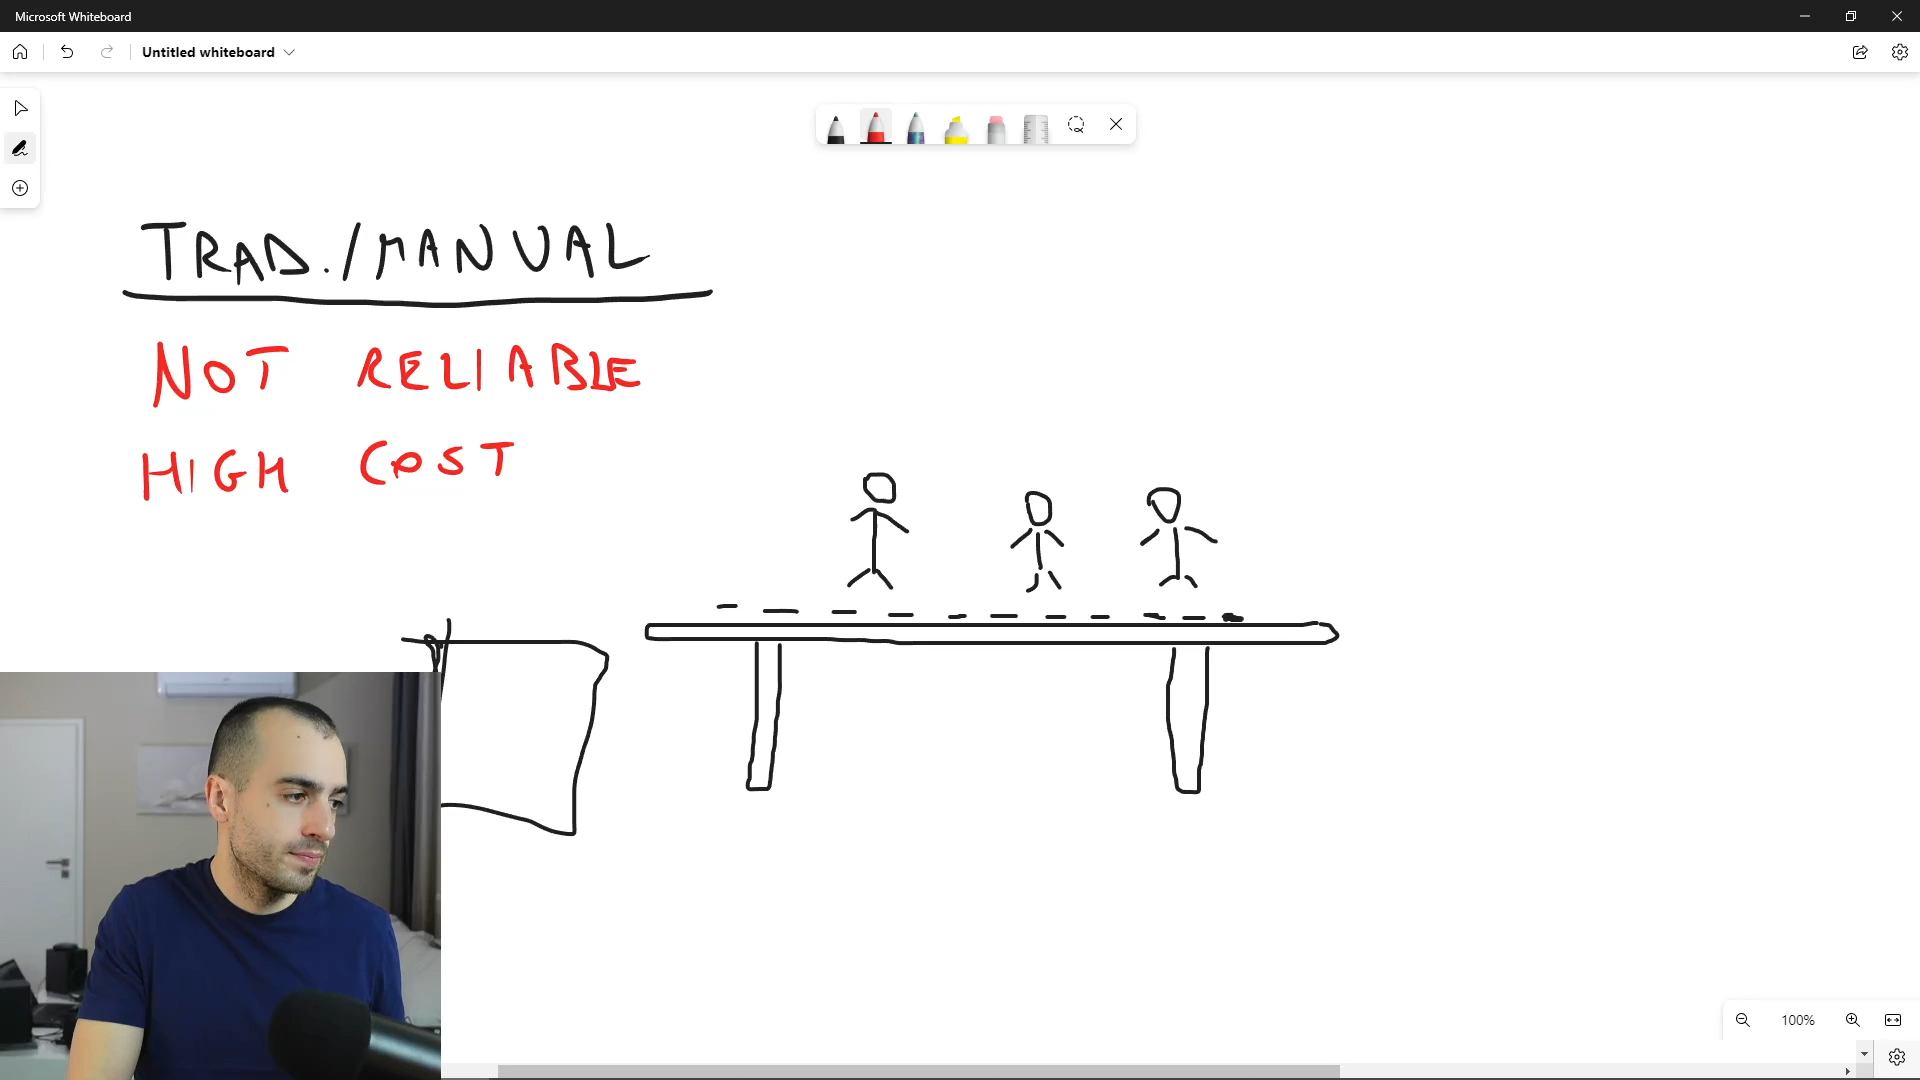 Microsoft Whiteboard
Untitled whiteboard
TRAD./MANUAL
NOT RELIABLE
HIGH COST
100%